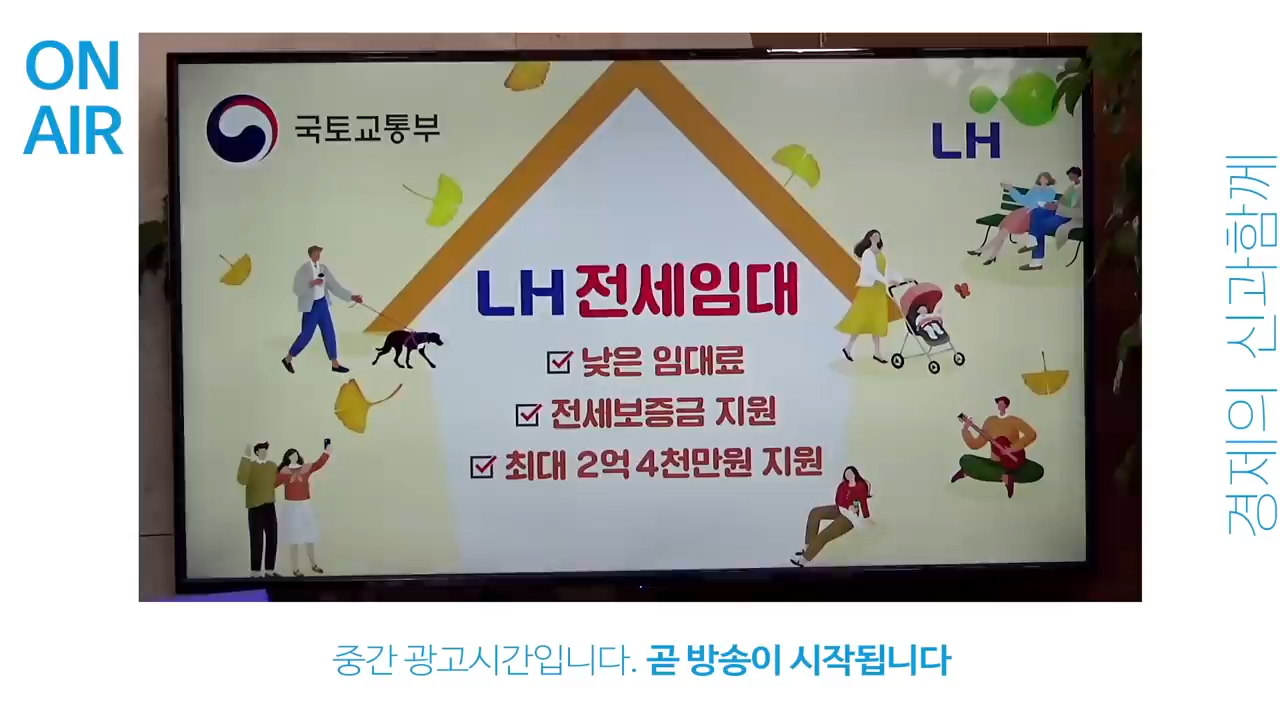 ON
AIR
국토교통부
LH
LH 전세임대
낮은 임대료
전세보증금 지원
최대 2억 4천만원 지원
경제의 신과함께
중간 광고시간입니다. 곧 방송이 시작됩니다